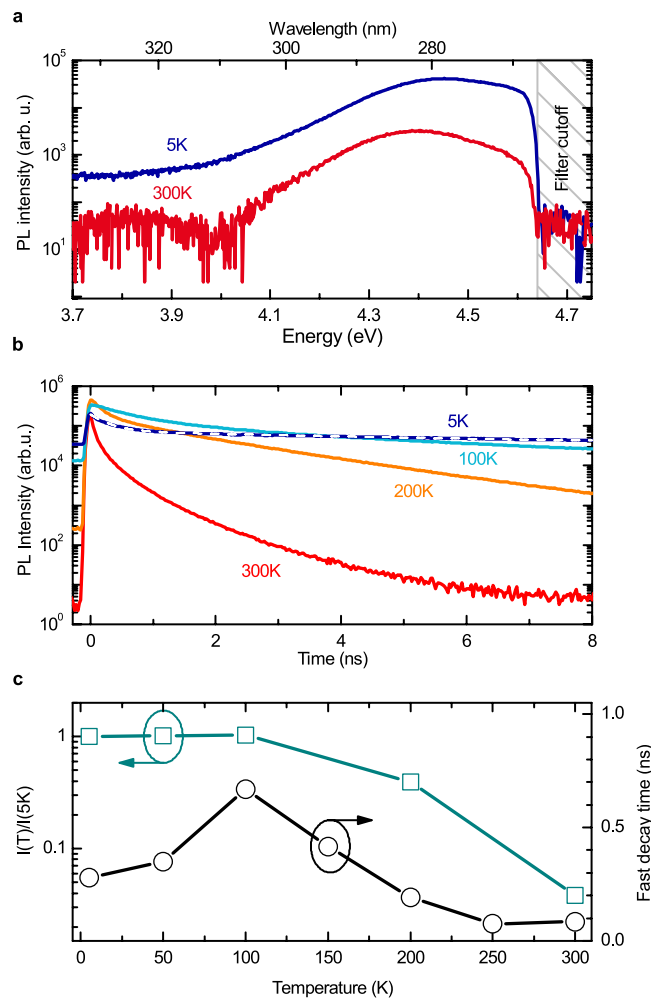 a
Wavelength (nm)
320 300 280
10^5
10^3
10^1
PL intensity (arb. u.)
5K
300K
Filter cutoff
3.7 3.9 4.1 4.3 4.5 4.7
Energy (eV)
b
10^6
10^4
10^2
10^0
PL Intensity (arb.u.)
5K
100K
200K
300K
0 2 4 6 8
Time (ns)
c
1
0.1
I(T)/I(5K)
1.0
0.5
0.0
Fast decay time (ns)
0 50 100 150 200 250 300
Temperature (K)